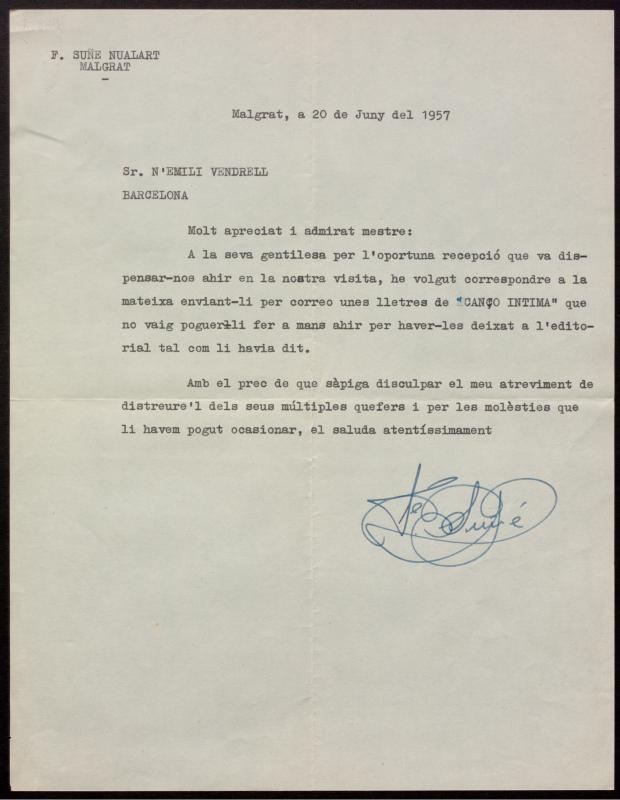 F. SUÑE NUALART
MALGRAT
Malgrat, a 20 de Juny del 1957
Sr. N'EMILI VENDRELL
BARCELONA
Molt apreciat i admirat mestre:
A la seva gentilesa per l'oportuna recepció que va dis-
pensar-nos ahir en la nostra visita, he volgut correspondre a la
mateixa enviant-li per correo unes lletres de "CANÇO INTIMA" que
no vaig poguer-li fer a mans ahir per haver-les deixat a l'edito-
rial tal com li havia dit.
Amb el prec de que sàpiga disculpar el meu atreviment de
distreure'l dels seus múltiples quefers i per les molèsties que
li havem pogut ocasionar, el saluda atentíssimament
Suñé